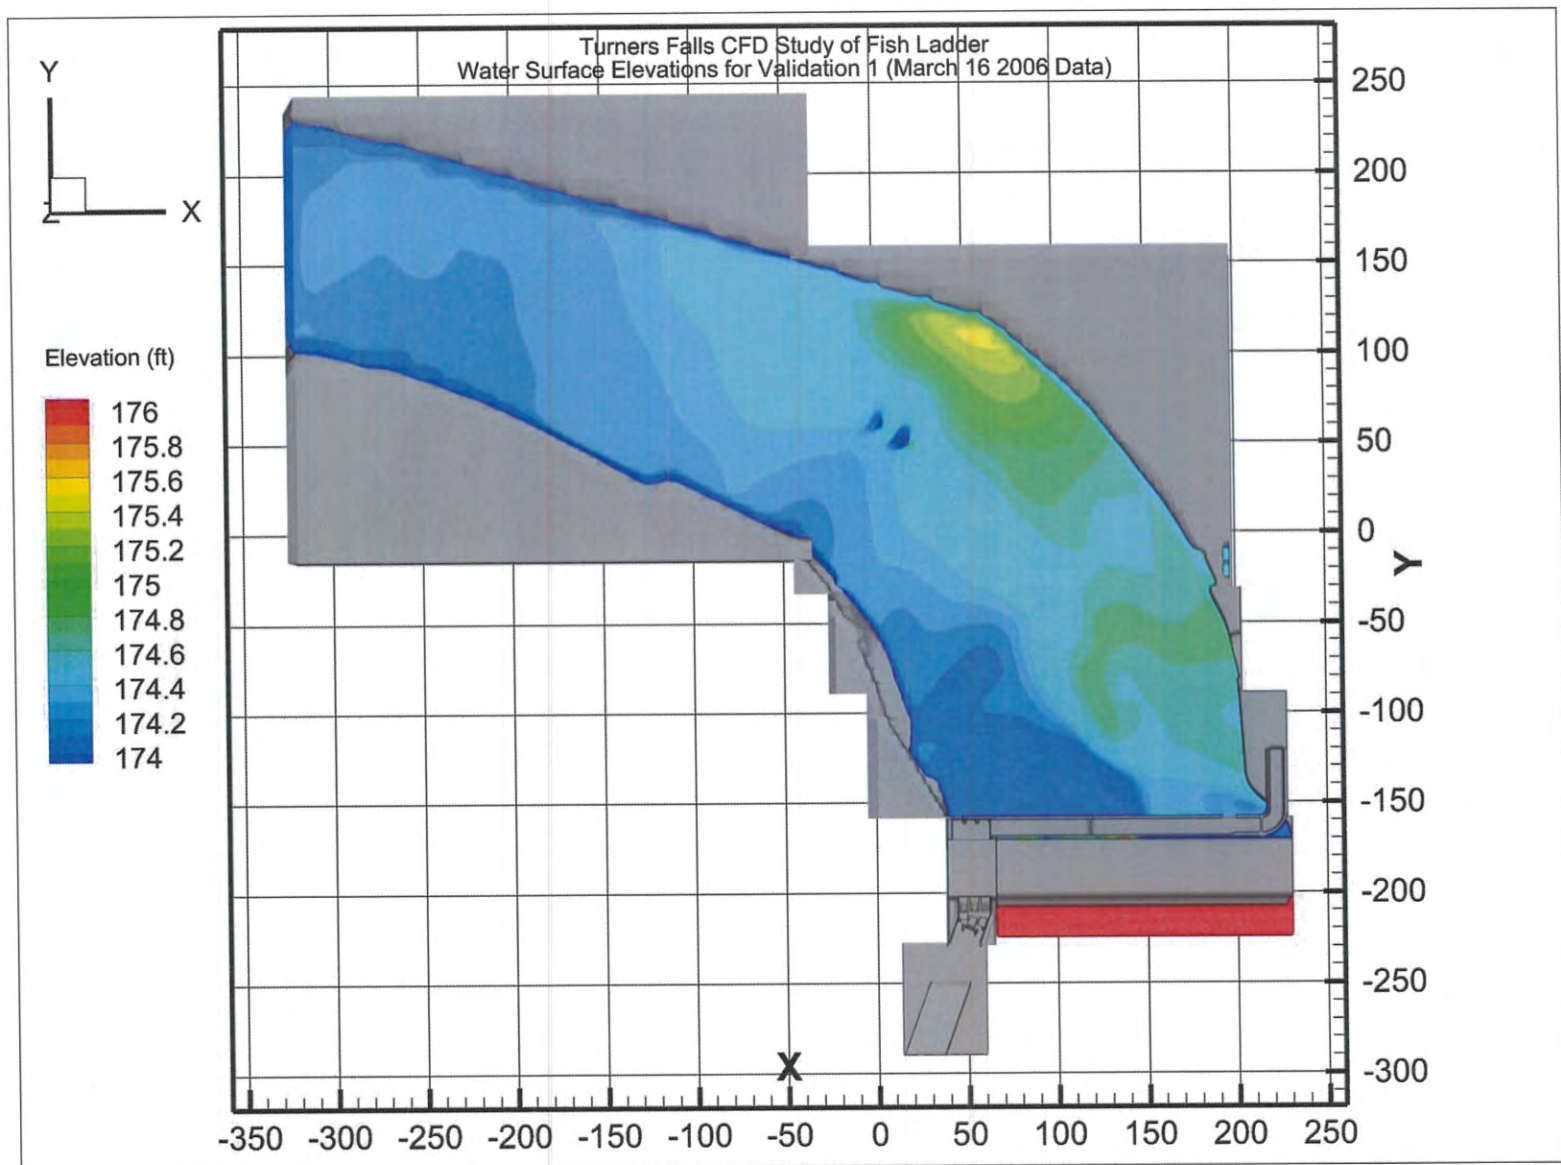 Turners Falls CFD Study of Fish Ladder
Water Surface Elevations for Validation 1 (March 16 2006 Data)
Y
Z
X
Elevation (ft)
176
175.8
175.6
175.4
175.2
175
174.8
174.6
174.4
174.2
174
250
200
150
100
50
0
-50
-100
-150
-200
-250
-300
Y
X
-350 -300 -250 -200 -150 -100 -50 0 50 100 150 200 250